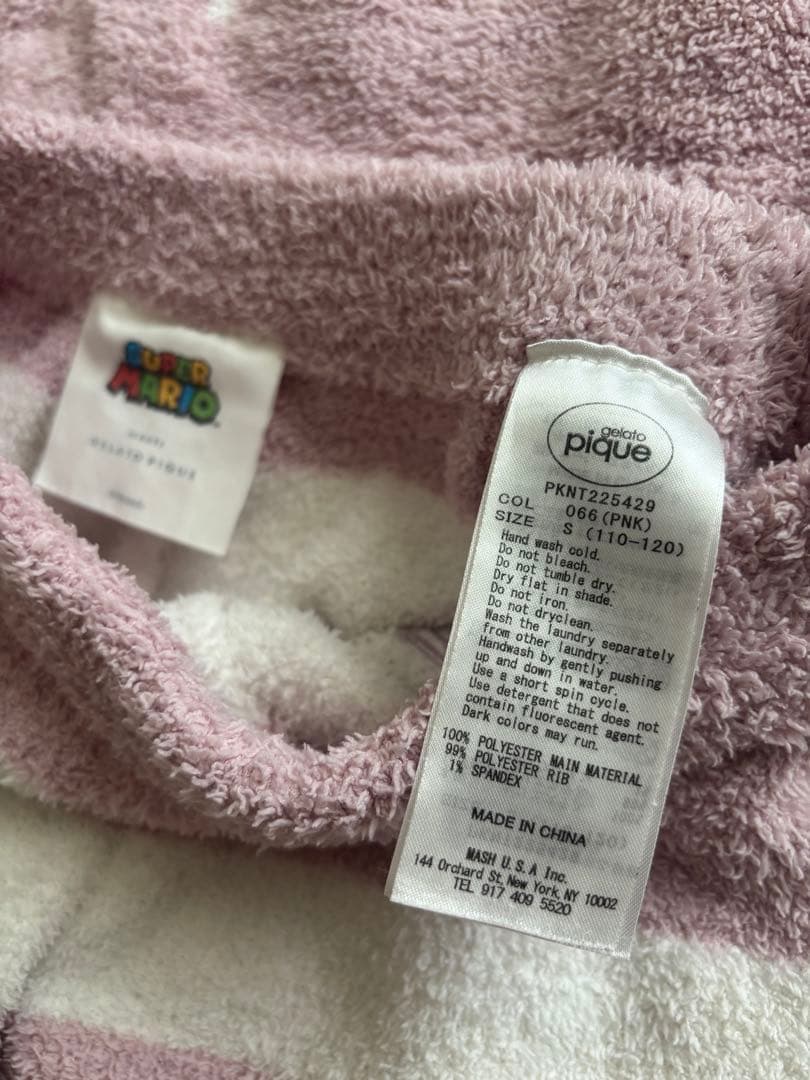 SUPER
MARIO
GELATO PIQUE
gelato
pique
PKNT225429
COL 066 (PNK)
SIZE S (110-120)
Hand wash cold.
Do not bleach.
Do not tumble dry.
Dry flat in shade.
Do not iron.
Do not dryclean.
Wash the laundry separately
from other laundry.
Handwash by gently pushing
up and down in water.
Use a short spin cycle.
Use detergent that does not
contain fluorescent agent.
Dark colors may run.
100% POLYESTER MAIN MATERIAL
99% POLYESTER RIB
1% SPANDEX
MADE IN CHINA
MASH U.S.A Inc.
144 Orchard St, New York, NY 10002
TEL 917 409 5520